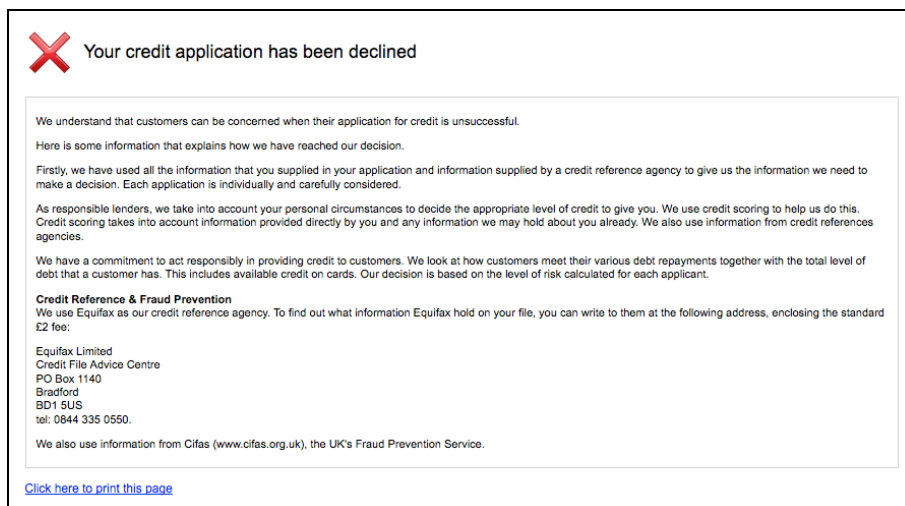 Your credit application has been declined
We understand that customers can be concerned when their application for credit is unsuccessful.
Here is some information that explains how we have reached our decision.
Firstly, we have used all the information that you supplied in your application and information supplied by a credit reference agency to give us the information we need to
make a decision. Each application is individually and carefully considered.
As responsible lenders, we take into account your personal circumstances to decide the appropriate level of credit to give you. We use credit scoring to help us do this.
Credit scoring takes into account information provided directly by you and any information we may hold about you already. We also use information from credit references
agencies.
We have a commitment to act responsibly in providing credit to customers. We look at how customers meet their various debt repayments together with the total level of
debt that a customer has. This includes available credit on cards. Our decision is based on the level of risk calculated for each applicant.
Credit Reference & Fraud Prevention
We use Equifax as our credit reference agency. To find out what information Equifax hold on your file, you can write to them at the following address, enclosing the standard
£2 fee:
Equifax Limited
Credit File Advice Centre
PO Box 1140
Bradford
BD1 5US
tel: 0844 335 0550.
We also use information from Cifas (www.cifas.org.uk), the UK's Fraud Prevention Service.
Click here to print this page